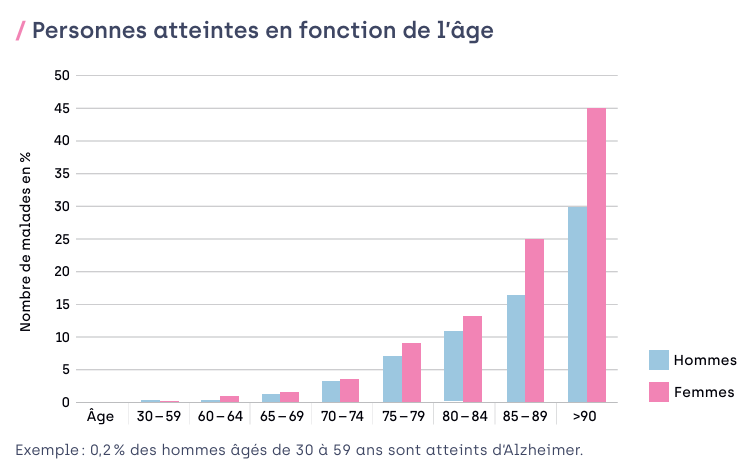 / Personnes atteintes en fonction de l'âge
Nombre de malades en %
50
45
40
35
30
25
20
15
10
5
0
Âge 30–59 60–64 65–69 70–74 75–79 80–84 85–89 >90
Hommes
Femmes
Exemple : 0,2 % des hommes âgés de 30 à 59 ans sont atteints d'Alzheimer.